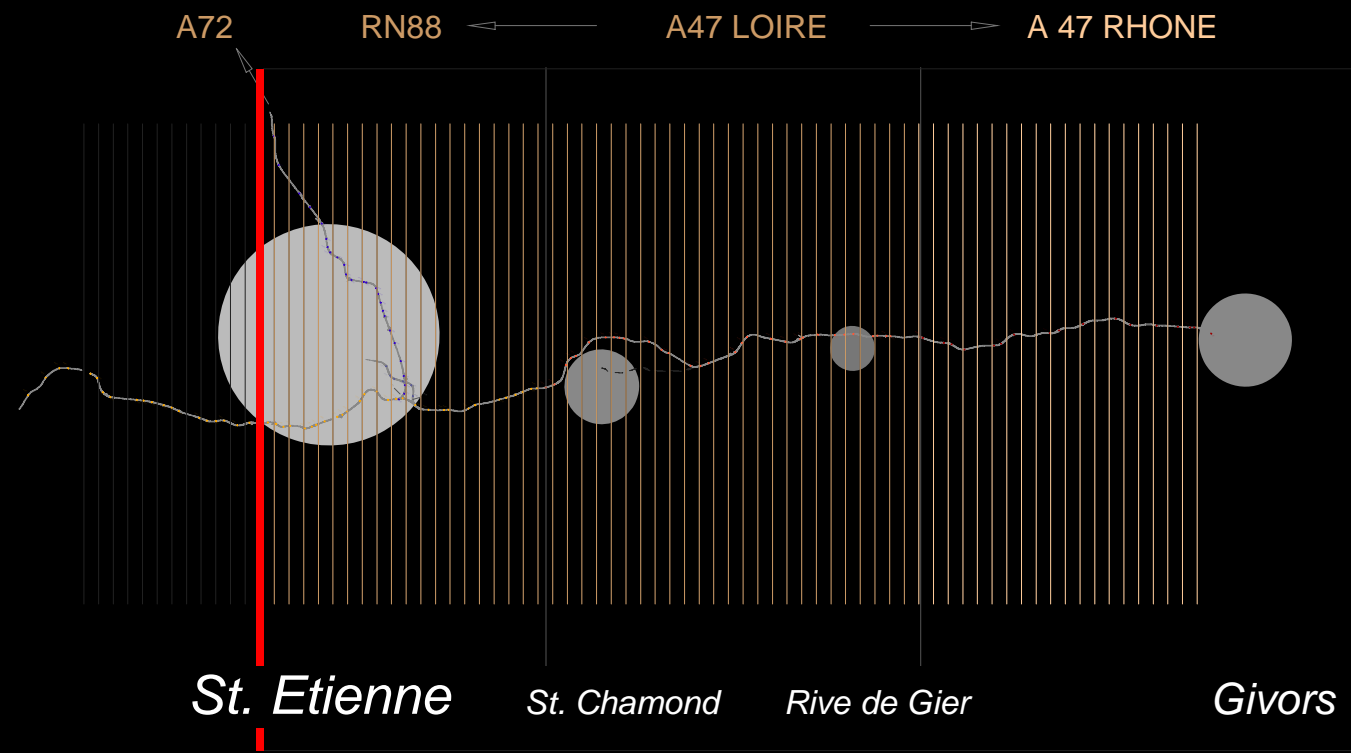 A72 RN88 A47 LOIRE A 47 RHONE
St. Etienne St. Chamond Rive de Gier Givors